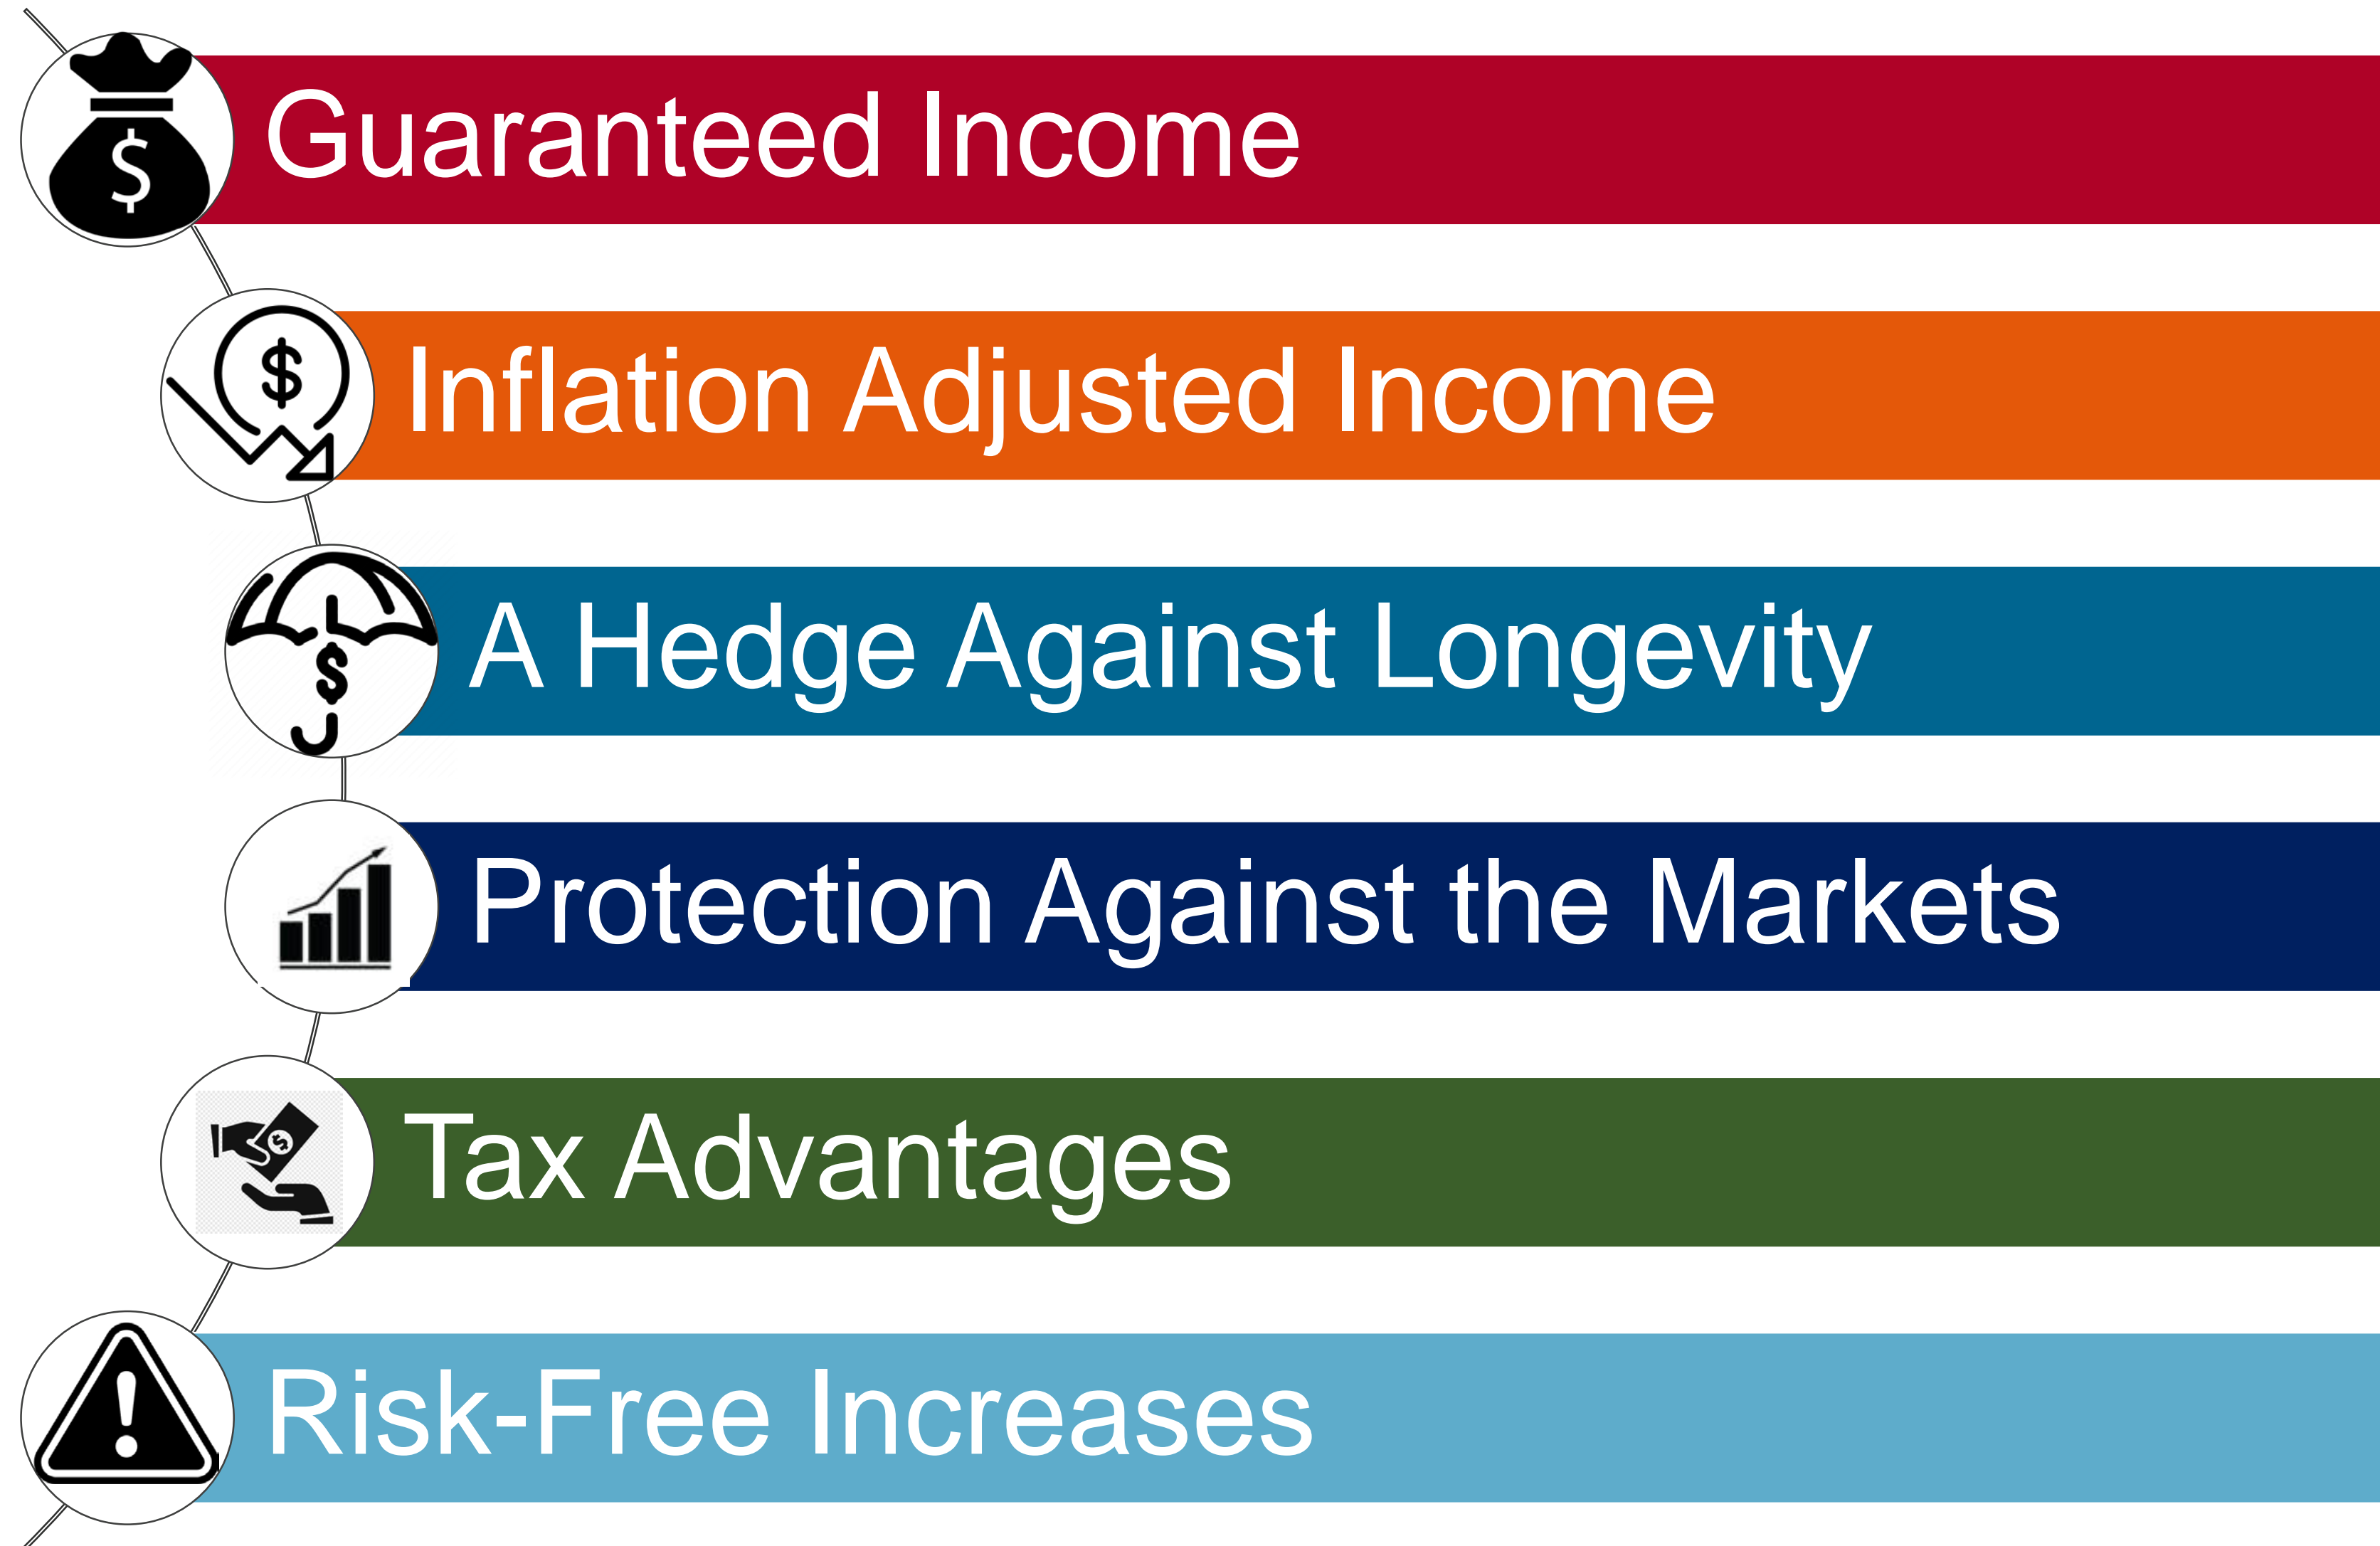 $
Guaranteed Income
$
Inflation Adjusted Income
$
A Hedge Against Longevity
Protection Against the Markets
$
Tax Advantages
!
Risk-Free Increases